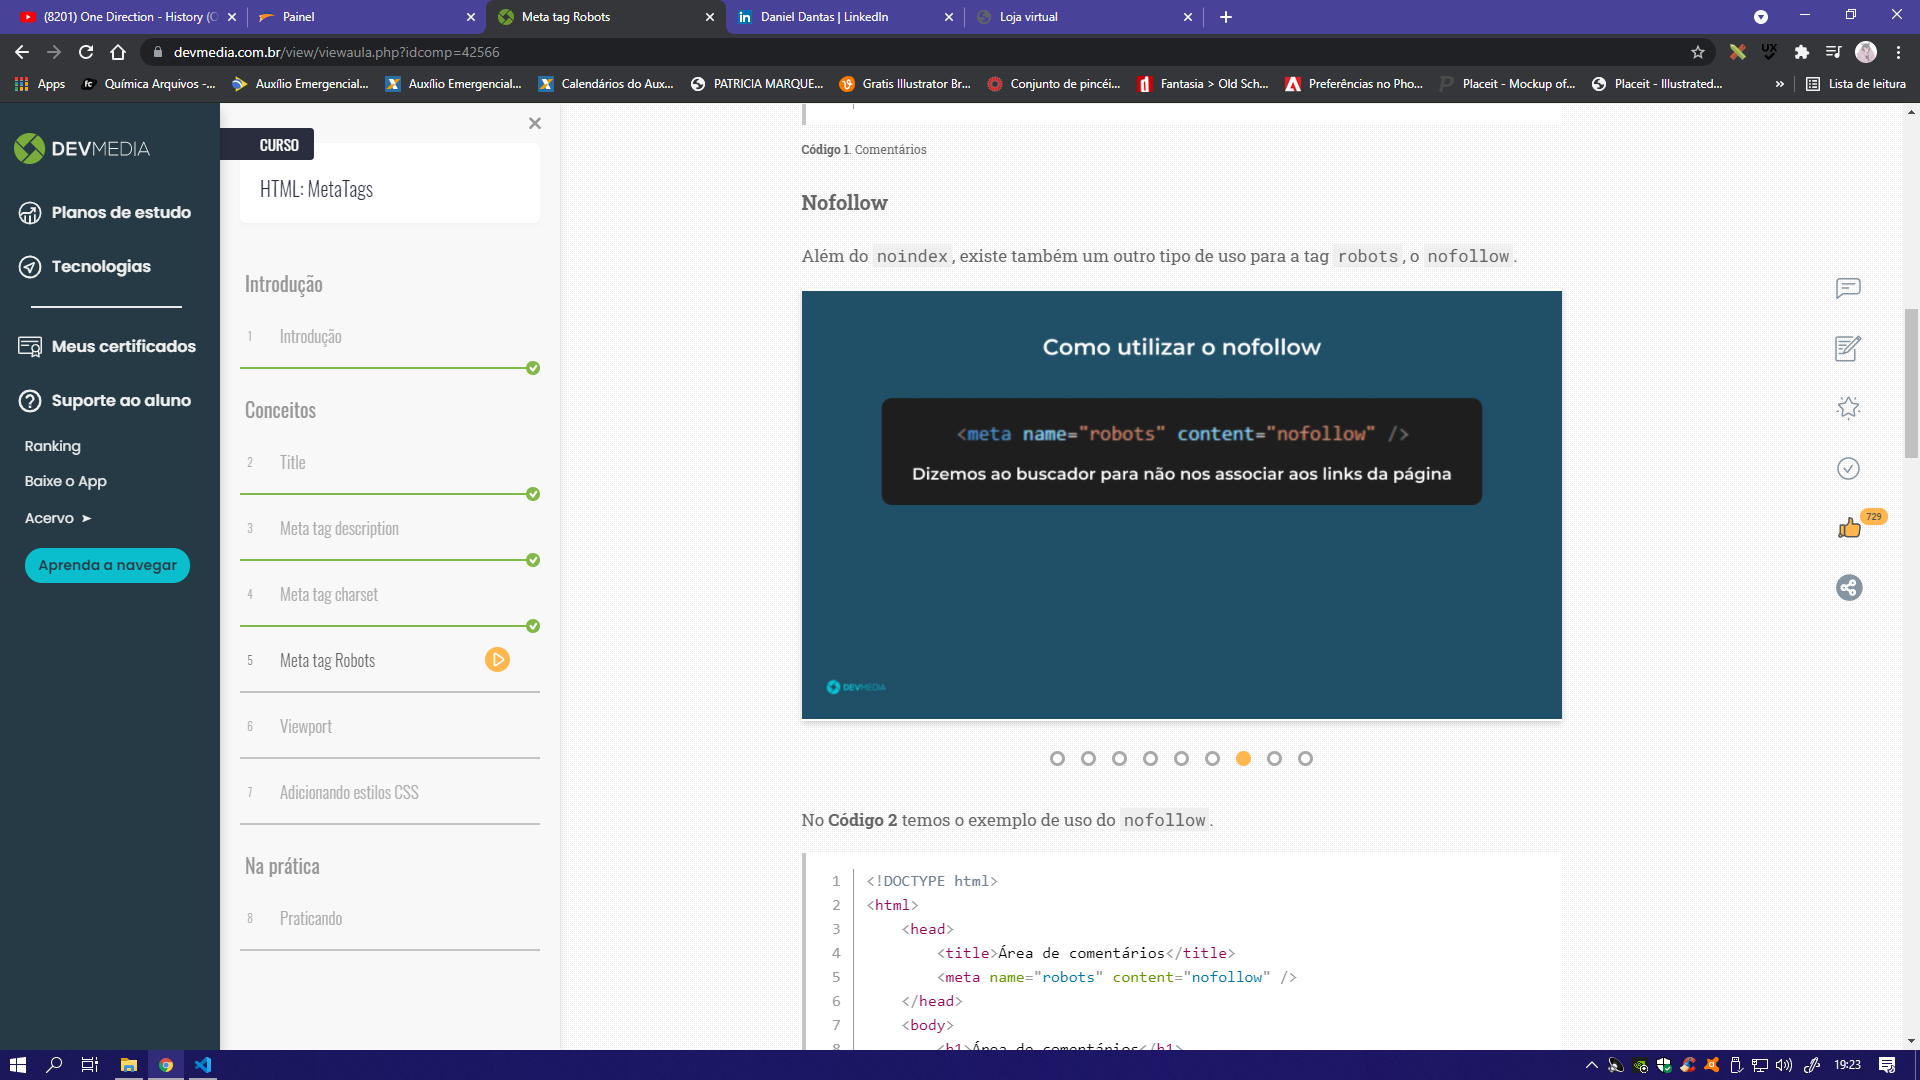 (8201) One Direction - History (O
Painel
Meta tag Robots
Daniel Dantas | LinkedIn
Loja virtual
devmedia.com.br/view/viewaula.php?idcomp=42566
Apps
Química Arquivos -...
Auxílio Emergencial...
Auxílio Emergencial...
Calendários do Aux...
PATRICIA MARQUE...
Gratis Illustrator Br...
Conjunto de pincéi...
Fantasia > Old Sch...
Preferências no Pho...
Placeit - Mockup of...
Placeit - Illustrated...
»
Lista de leitura
DEVMEDIA
Planos de estudo
Tecnologias
Meus certificados
Suporte ao aluno
Ranking
Baixe o App
Acervo ➤
Aprenda a navegar
CURSO
HTML: MetaTags
Introdução
1 Introdução
Conceitos
2 Title
3 Meta tag description
4 Meta tag charset
5 Meta tag Robots
6 Viewport
7 Adicionando estilos CSS
Na prática
8 Praticando
Código 1. Comentários
Nofollow
Além do noindex, existe também um outro tipo de uso para a tag robots, o nofollow.
Como utilizar o nofollow
<meta name="robots" content="nofollow" />
Dizemos ao buscador para não nos associar aos links da página
DEVMEDIA
No Código 2 temos o exemplo de uso do nofollow.
1 <!DOCTYPE html>
2 <html>
3 <head>
4 <title>Área de comentários</title>
5 <meta name="robots" content="nofollow" />
6 </head>
7 <body>
8 <h1>Área de comentários</h1>
729
19:23